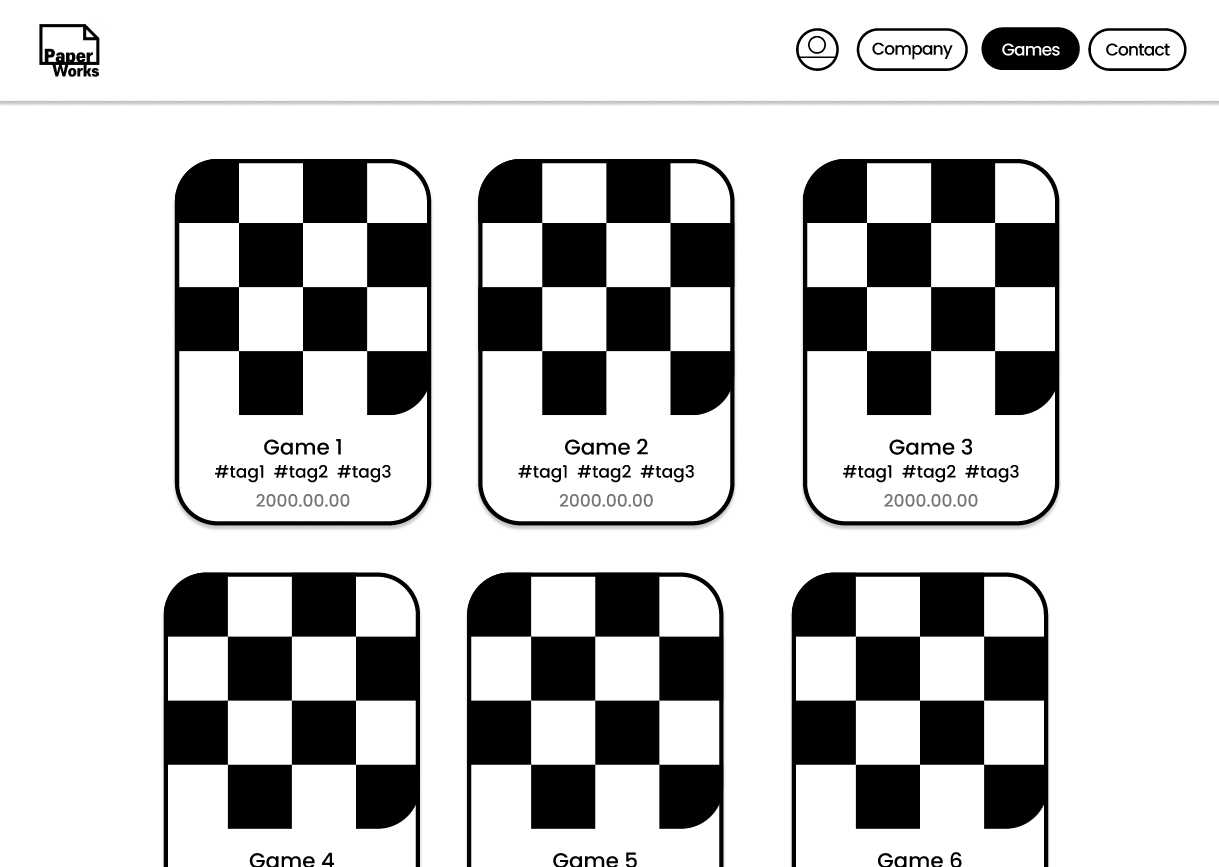 Paper
Works
Company
Games
Contact
Game 1
#tag1 #tag2 #tag3
2000.00.00
Game 2
#tag1 #tag2 #tag3
2000.00.00
Game 3
#tag1 #tag2 #tag3
2000.00.00
Game 4
Game 5
Game 6